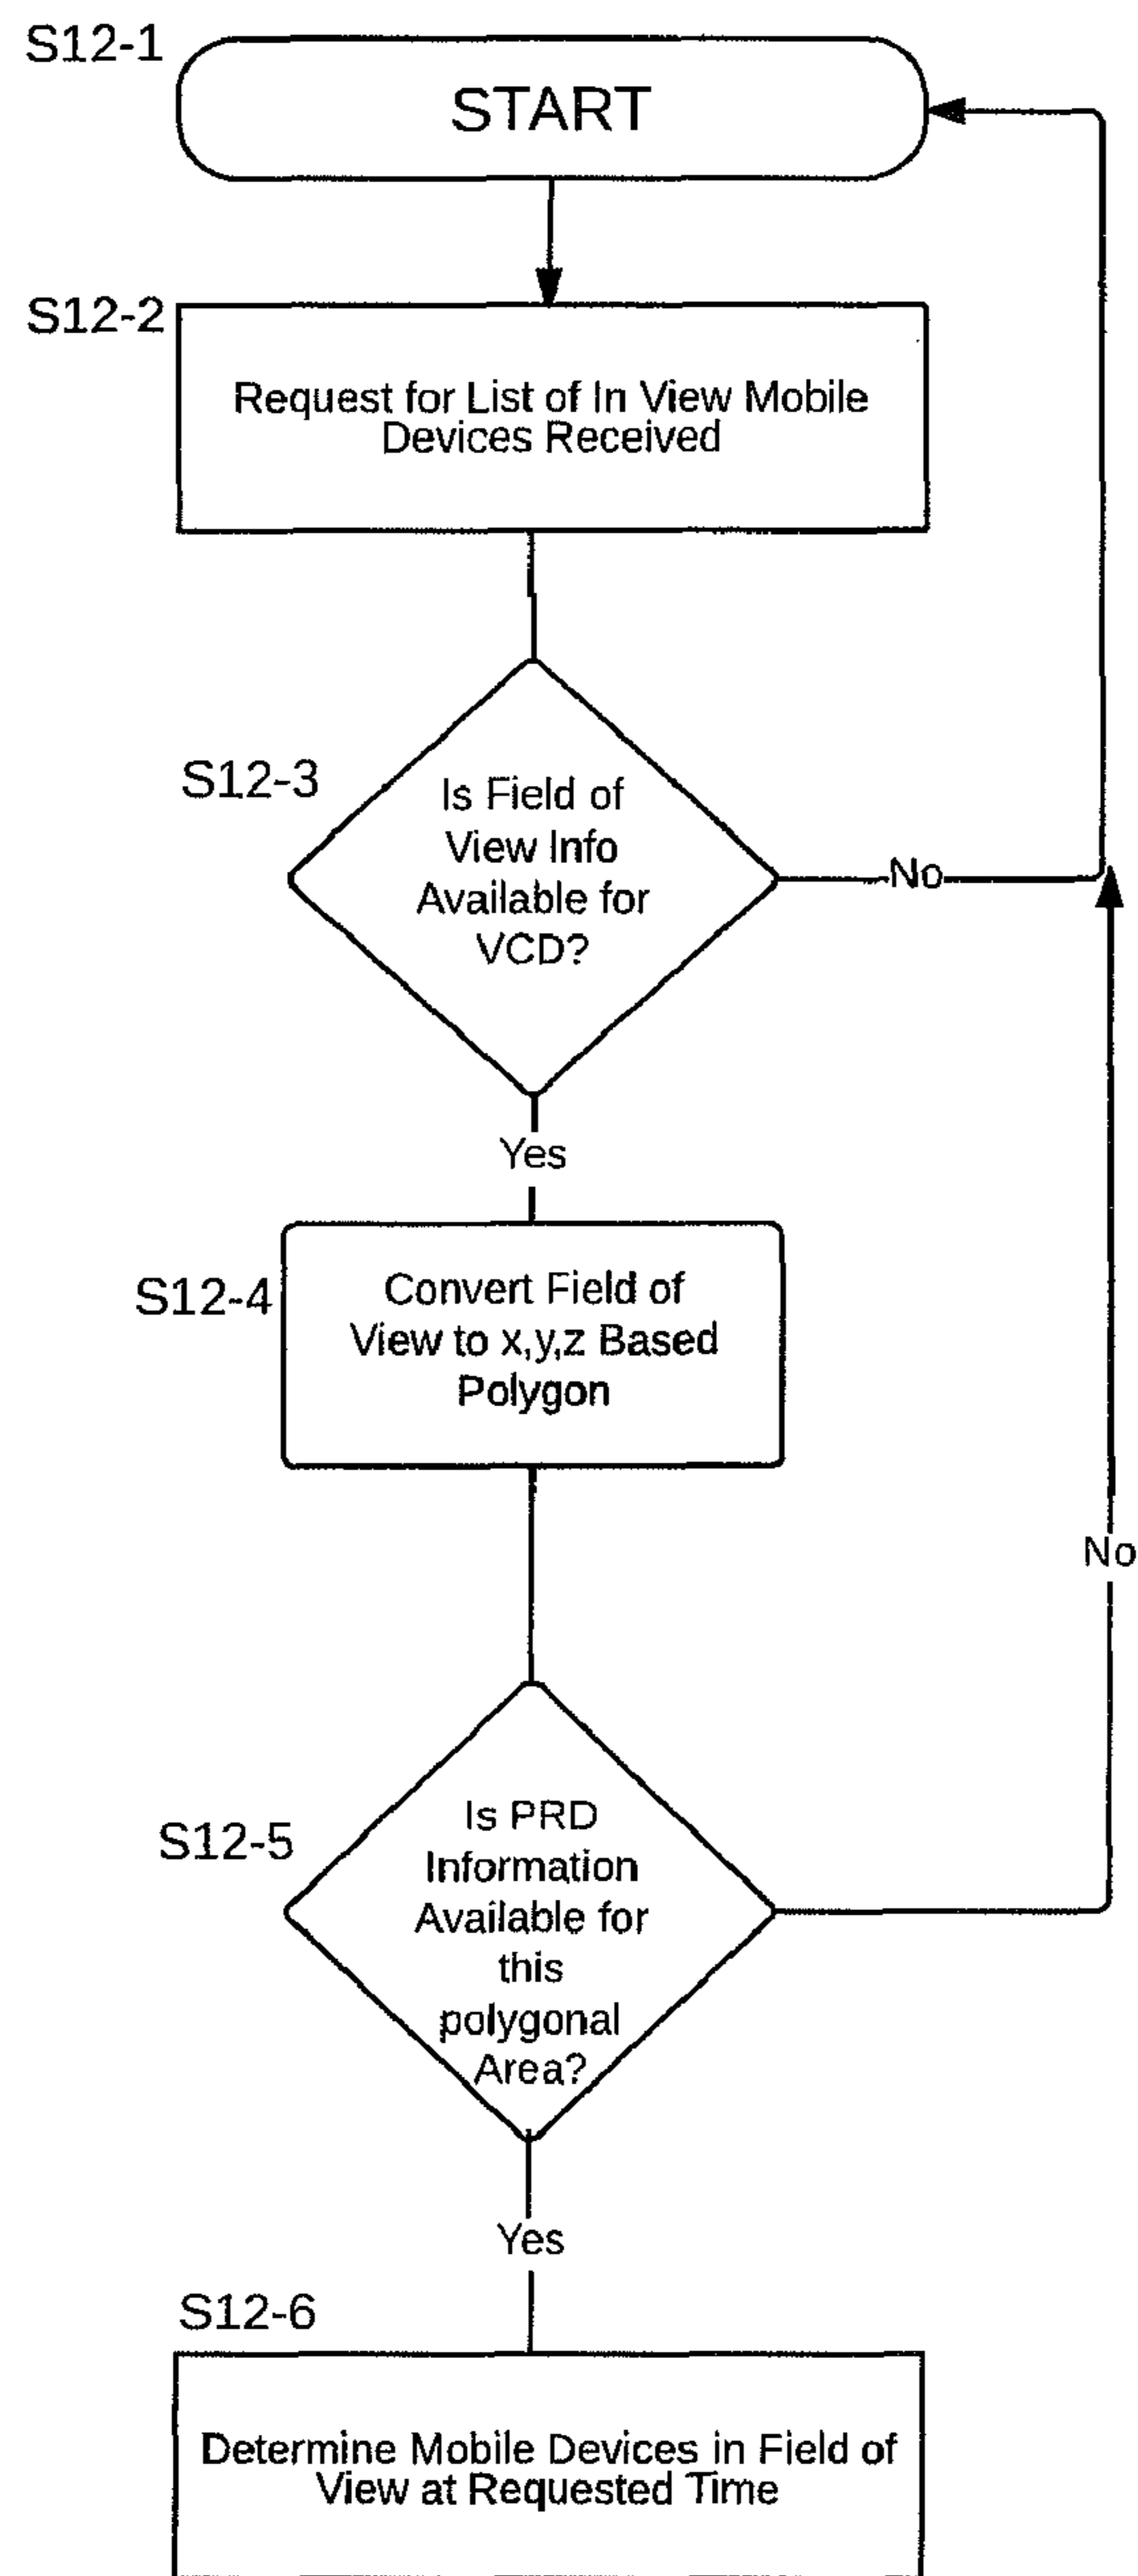 S12-1
START
S12-2
Request for List of In View Mobile
Devices Received
S12-3
Is Field of
View Info
Available for
VCD?
No
Yes
S12-4
Convert Field of
View to x,y,z Based
Polygon
No
S12-5
Is PRD
Information
Available for
this
polygonal
Area?
Yes
S12-6
Determine Mobile Devices in Field of
View at Requested Time